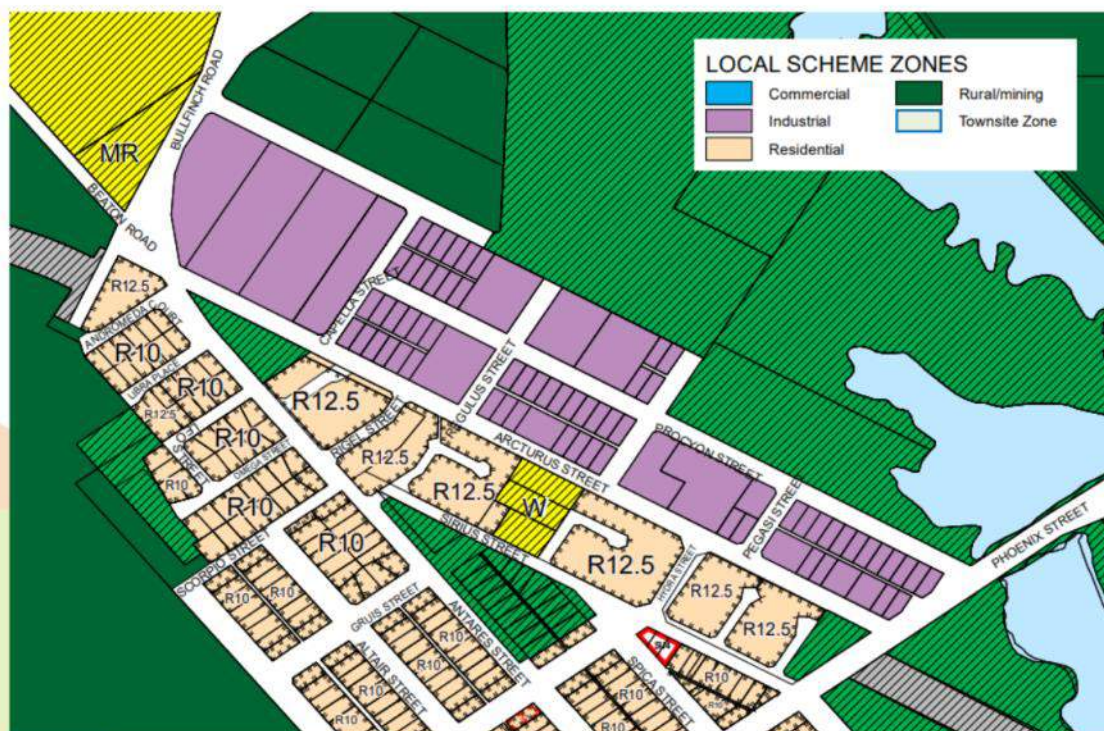 LOCAL SCHEME ZONES
Commercial
Rural/mining
Industrial
Townsite Zone
Residential
BULLFINCH ROAD
MR
BEATON ROAD
R12.5
ANDROMEDA COURT
R10
LIBRA PLACE
R10
R12.5
LEO STREET
R10
OMEGA STREET
R10
R10
SCORPIO STREET
CAPELLA STREET
REGULUS STREET
R12.5
RIGEL STREET
R12.5
R12.5
ARCTURUS STREET
PROCYON STREET
W
SIRIUS STREET
R12.5
HYDRA STREET
PEGASI STREET
PHOENIX STREET
R12.5
R12.5
R10
R10
R10
GRUIS STREET
ANTARES STREET
R10
R10
ALTAIR STREET
R10
R10
SPICA STREET
R10
R10
R10
R10